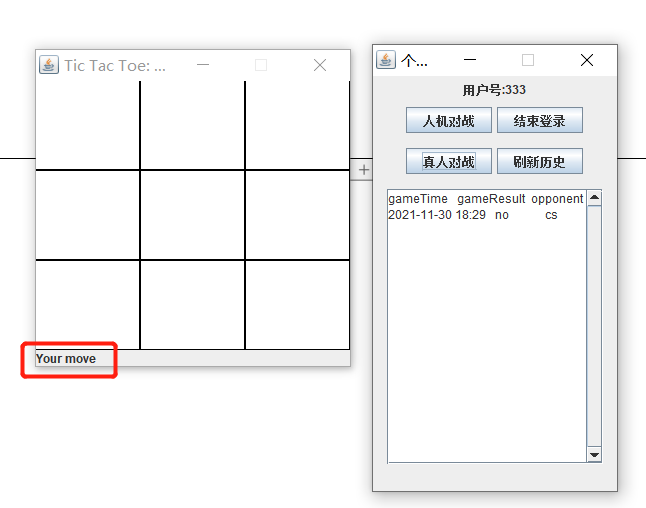 Tic Tac Toe: ...
Your move
个...
用户号:333
人机对战 结束登录
真人对战 刷新历史
gameTime gameResult opponent
2021-11-30 18:29 no cs